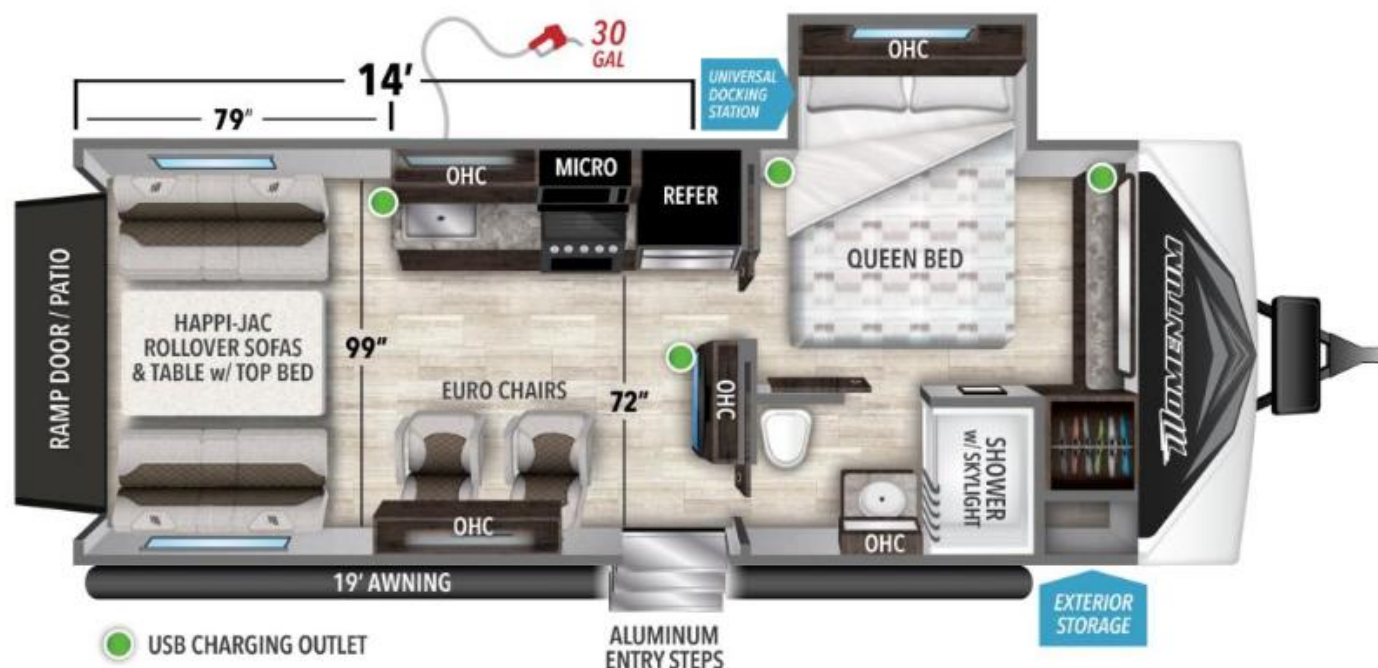 OHC
30
GAL
14'
UNIVERSAL
DOCKING
STATION
79"
OHC
MICRO
REFER
QUEEN BED
RAMP DOOR / PATIO
HAPPI-JAC
ROLLOVER SOFAS
& TABLE w/ TOP BED
99"
EURO CHAIRS
72"
OHC
MOMENTUM
SHOWER
w/ SKYLIGHT
OHC
OHC
19' AWNING
EXTERIOR
STORAGE
USB CHARGING OUTLET
ALUMINUM
ENTRY STEPS